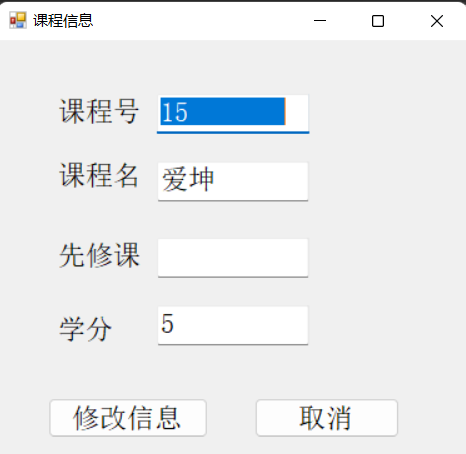 课程信息
课程号 15
课程名 爱坤
先修课
学分 5
修改信息 取消